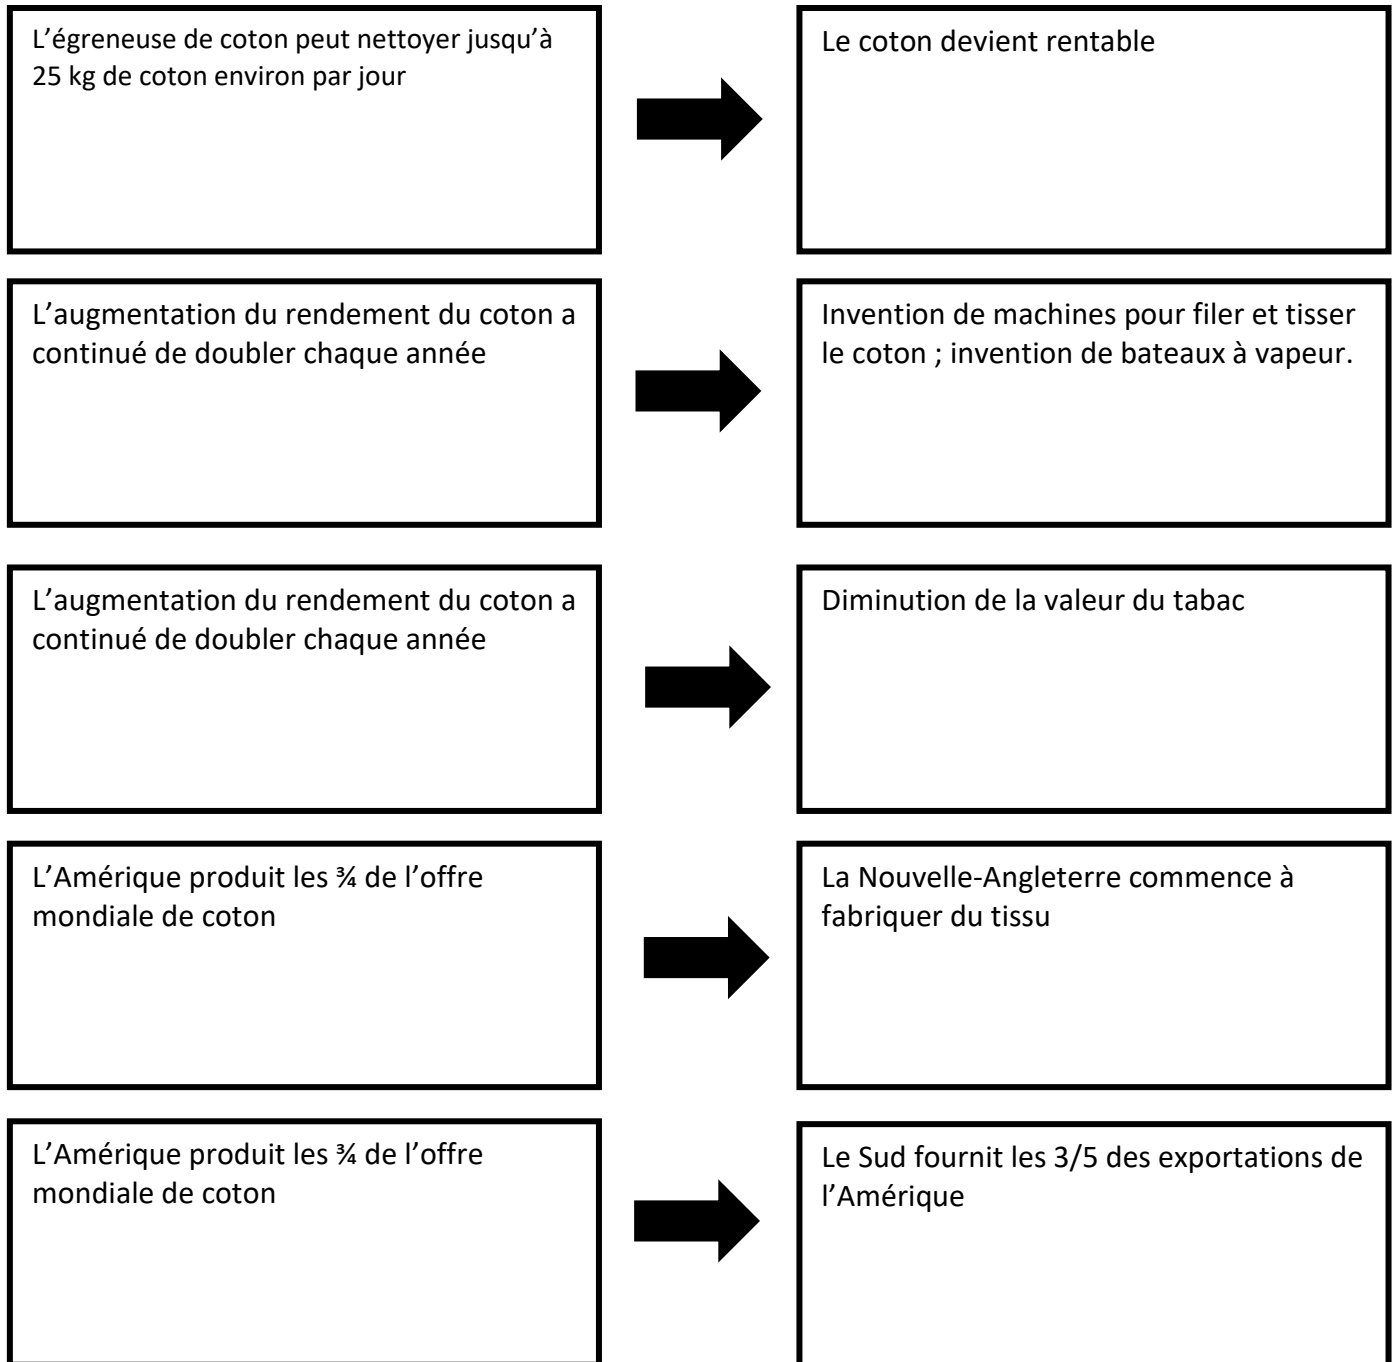 L’égreneuse de coton peut nettoyer jusqu’à
25 kg de coton environ par jour
Le coton devient rentable
L’augmentation du rendement du coton a
continué de doubler chaque année
Invention de machines pour filer et tisser
le coton ; invention de bateaux à vapeur.
L’augmentation du rendement du coton a
continué de doubler chaque année
Diminution de la valeur du tabac
L’Amérique produit les ¾ de l’offre
mondiale de coton
La Nouvelle-Angleterre commence à
fabriquer du tissu
L’Amérique produit les ¾ de l’offre
mondiale de coton
Le Sud fournit les 3/5 des exportations de
l’Amérique